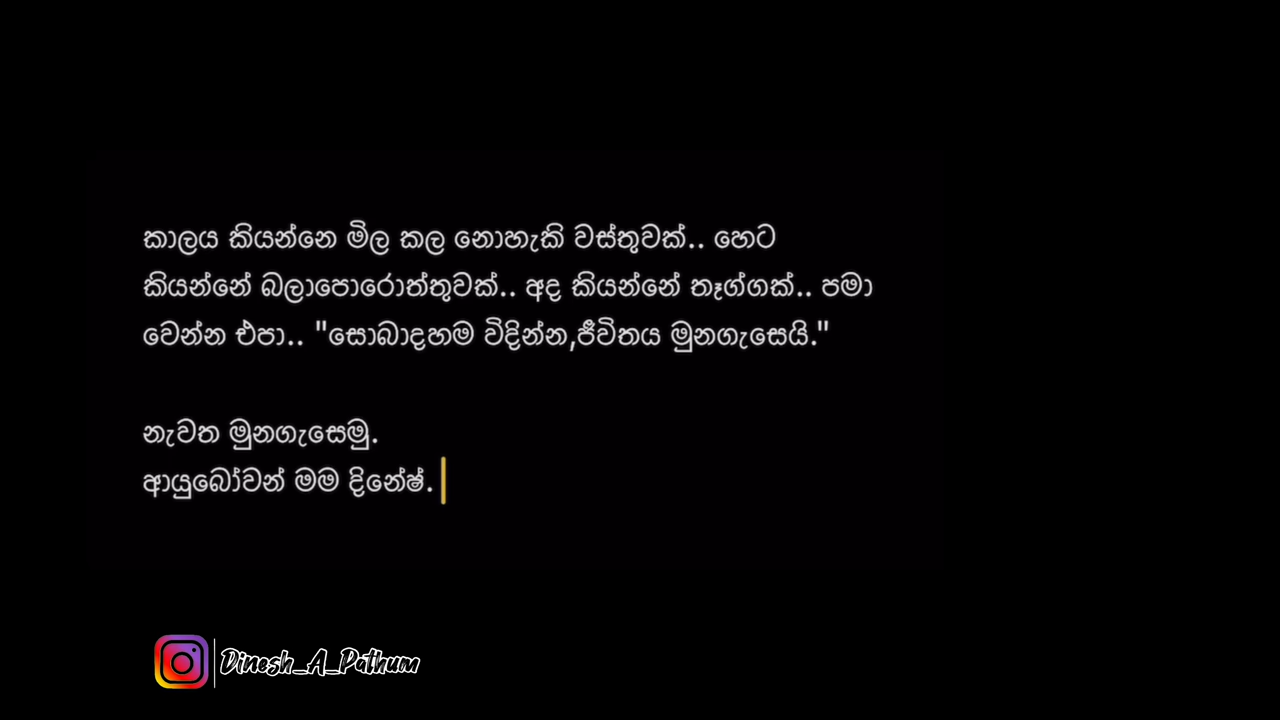 කාලය කියන්නෙ මිල කල නොහැකි වස්තුවක්.. හෙට
කියන්නේ බලාපොරොත්තුවක්.. අද කියන්නේ තෑග්ගක්.. පමා
වෙන්න එපා.. "සොබාදහම විදින්න,ජීවිතය මුනගැසෙයි."
නැවත මුනගැසෙමු.
ආයුබෝවන් මම දිනේෂ්.
Dinesh_A_Pathum